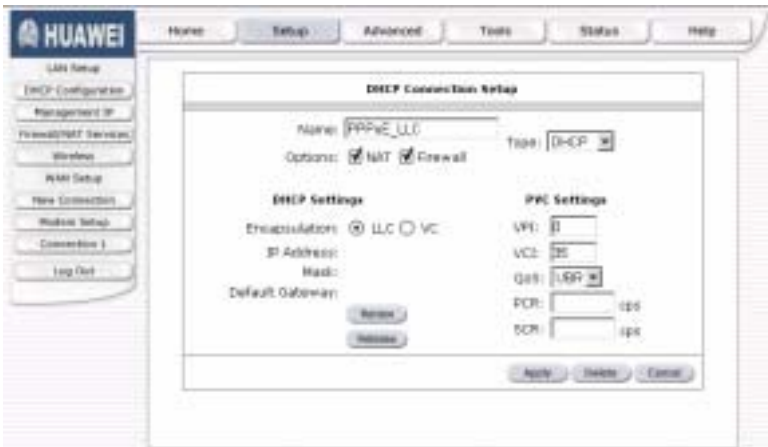 HUAWEI
Home Setup Advanced Tools Status Help
LAN Setup
DHCP Configuration
Management IP
Firewall/NAT Services
Wireless
WAN Setup
New Connection
Modem Setup
Connection 1
Log Out
DHCP Connection Setup
Name: PPPoE_LLC
Type: DHCP
Options: NAT Firewall
DHCP Settings
Encapsulation: LLC VC
IP Address:
Mask:
Default Gateway:
Renew
Release
PVC Settings
VPI: 0
VCI: 35
QoS: UBR
PCR: cps
SCR: cps
Apply Delete Cancel